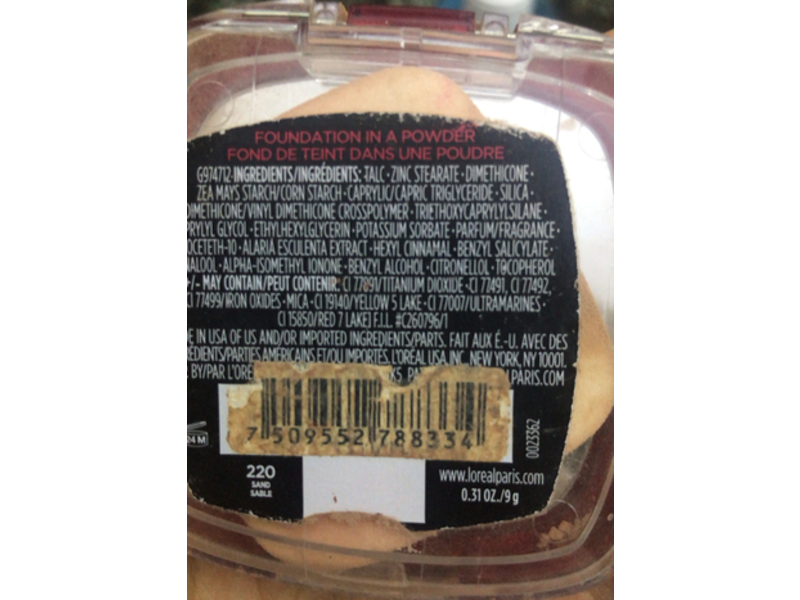 FOUNDATION IN A POWDER
FOND DE TEINT DANS UNE POUDRE
G974712 INGREDIENTS/INGRÉDIENTS: TALC • ZINC STEARATE • DIMETHICONE •
ZEA MAYS STARCH/CORN STARCH • CAPRYLIC/CAPRIC TRIGLYCERIDE • SILICA •
DIMETHICONE/VINYL DIMETHICONE CROSSPOLYMER • TRIETHOXYCAPRYLYLSILANE •
PRYLYL GLYCOL • ETHYLHEXYLGLYCERIN • POTASSIUM SORBATE • PARFUM/FRAGRANCE •
OCETETH-10 • ALARIA ESCULENTA EXTRACT • HEXYL CINNAMAL • BENZYL SALICYLATE •
NALOOL • ALPHA-ISOMETHYL IONONE • BENZYL ALCOHOL • CITRONELLOL • TOCOPHEROL
+/- MAY CONTAIN/PEUT CONTENIR: CI 77891/TITANIUM DIOXIDE • CI 77491, CI 77492,
CI 77499/IRON OXIDES • MICA • CI 19140/YELLOW 5 LAKE • CI 77007/ULTRAMARINES •
CI 15850/RED 7 LAKE] F.I.L. #C260796/1
E IN USA OF US AND/OR IMPORTED INGREDIENTS/PARTS. FAIT AUX É.-U. AVEC DES
REDIENTS/PARTIES AMÉRICAINS ET/OU IMPORTÉS. L'ORÉAL USA, INC., NEW YORK, NY 10001.
BY/PAR L'ORÉ K5 PA LPARIS.COM
7 509552 788334
0023362
24 M
220
SAND
SABLE
www.lorealparis.com
0.31 OZ./9 g